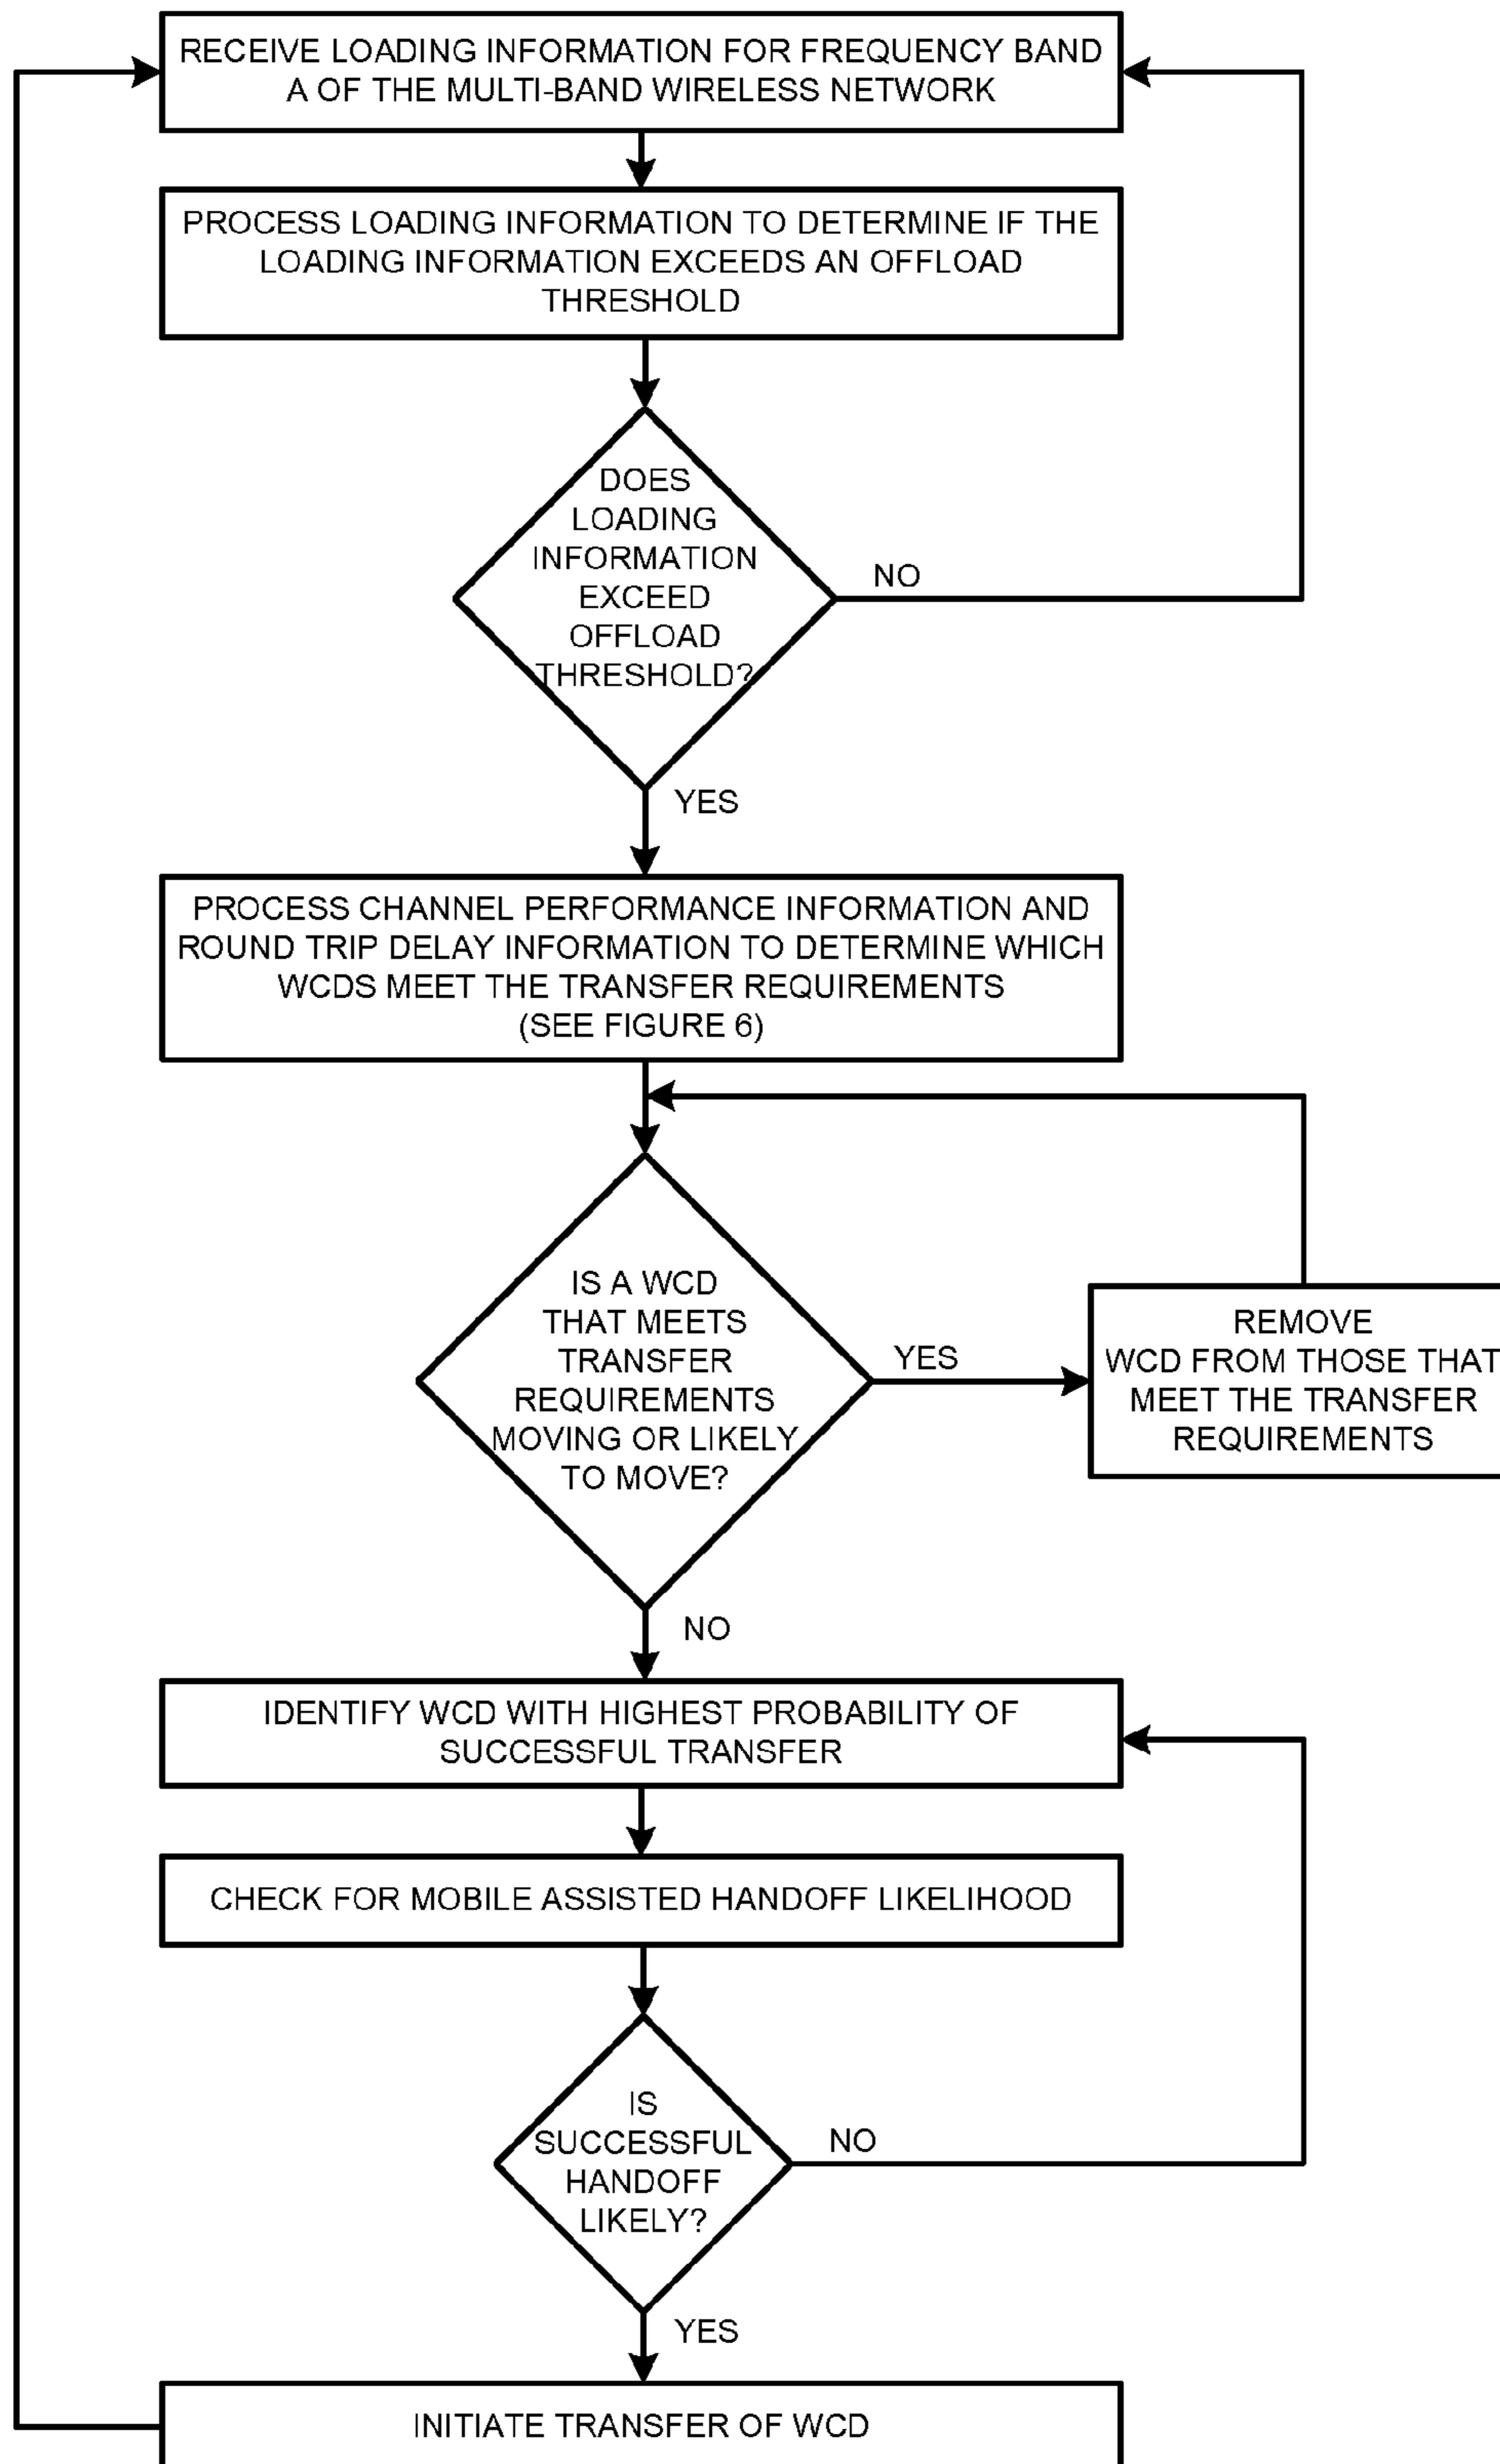 RECEIVE LOADING INFORMATION FOR FREQUENCY BAND
A OF THE MULTI-BAND WIRELESS NETWORK
PROCESS LOADING INFORMATION TO DETERMINE IF THE
LOADING INFORMATION EXCEEDS AN OFFLOAD
THRESHOLD
DOES
LOADING
INFORMATION
EXCEED
OFFLOAD
THRESHOLD?
NO
YES
PROCESS CHANNEL PERFORMANCE INFORMATION AND
ROUND TRIP DELAY INFORMATION TO DETERMINE WHICH
WCDS MEET THE TRANSFER REQUIREMENTS
(SEE FIGURE 6)
IS A WCD
THAT MEETS
TRANSFER
REQUIREMENTS
MOVING OR LIKELY
TO MOVE?
YES
REMOVE
WCD FROM THOSE THAT
MEET THE TRANSFER
REQUIREMENTS
NO
IDENTIFY WCD WITH HIGHEST PROBABILITY OF
SUCCESSFUL TRANSFER
CHECK FOR MOBILE ASSISTED HANDOFF LIKELIHOOD
IS
SUCCESSFUL
HANDOFF
LIKELY?
NO
YES
INITIATE TRANSFER OF WCD